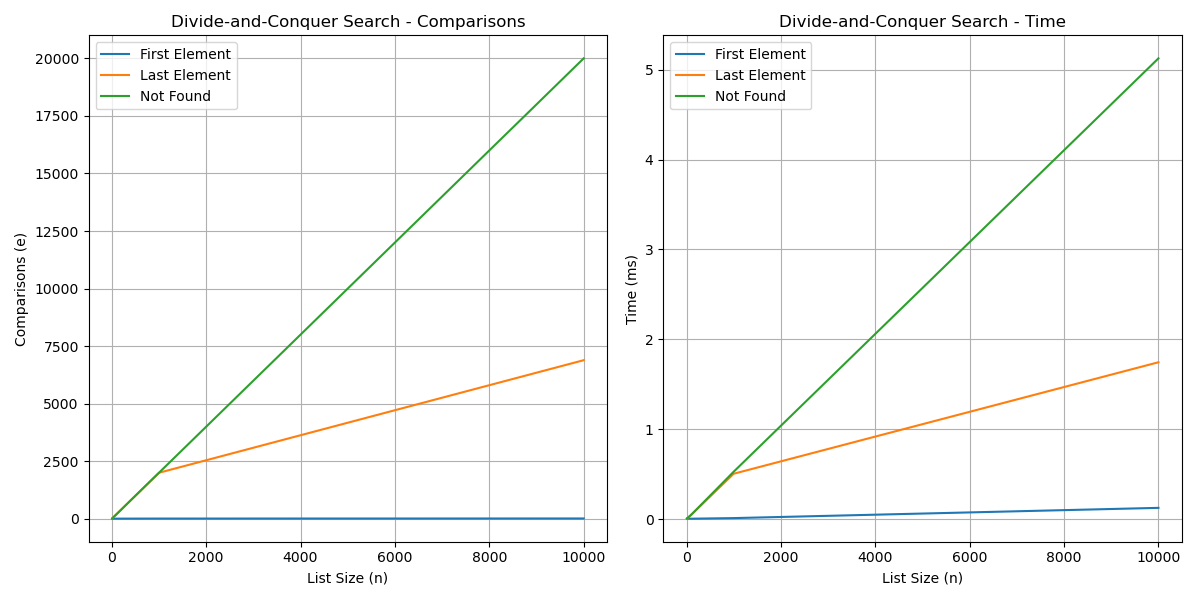 Divide-and-Conquer Search - Comparisons
First Element
Last Element
Not Found
20000
17500
15000
12500
10000
7500
5000
2500
0
Comparisons (e)
0 2000 4000 6000 8000 10000
List Size (n)
Divide-and-Conquer Search - Time
First Element
Last Element
Not Found
5
4
3
2
1
0
Time (ms)
0 2000 4000 6000 8000 10000
List Size (n)